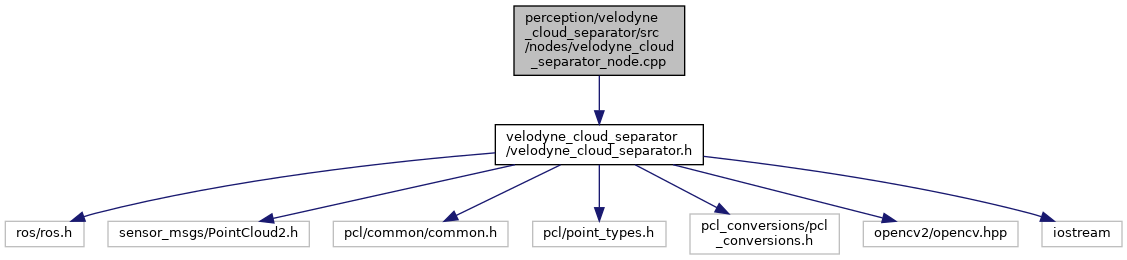 perception/velodyne
_cloud_separator/src
/nodes/velodyne_cloud
_separator_node.cpp
velodyne_cloud_separator
/velodyne_cloud_separator.h
ros/ros.h
sensor_msgs/PointCloud2.h
pcl/common/common.h
pcl/point_types.h
pcl_conversions/pcl
_conversions.h
opencv2/opencv.hpp
iostream